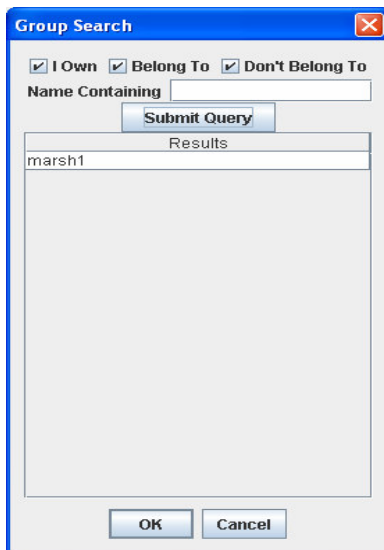 Group Search
I Own Belong To Don't Belong To
Name Containing
Submit Query
Results
marsh1
OK Cancel